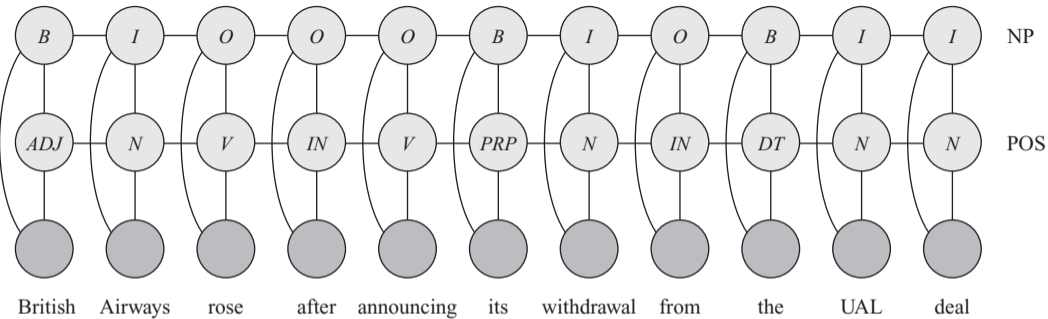 B I O O O B I O B I I NP
ADJ N V IN V PRP N IN DT N N POS
British Airways rose after announcing its withdrawal from the UAL deal